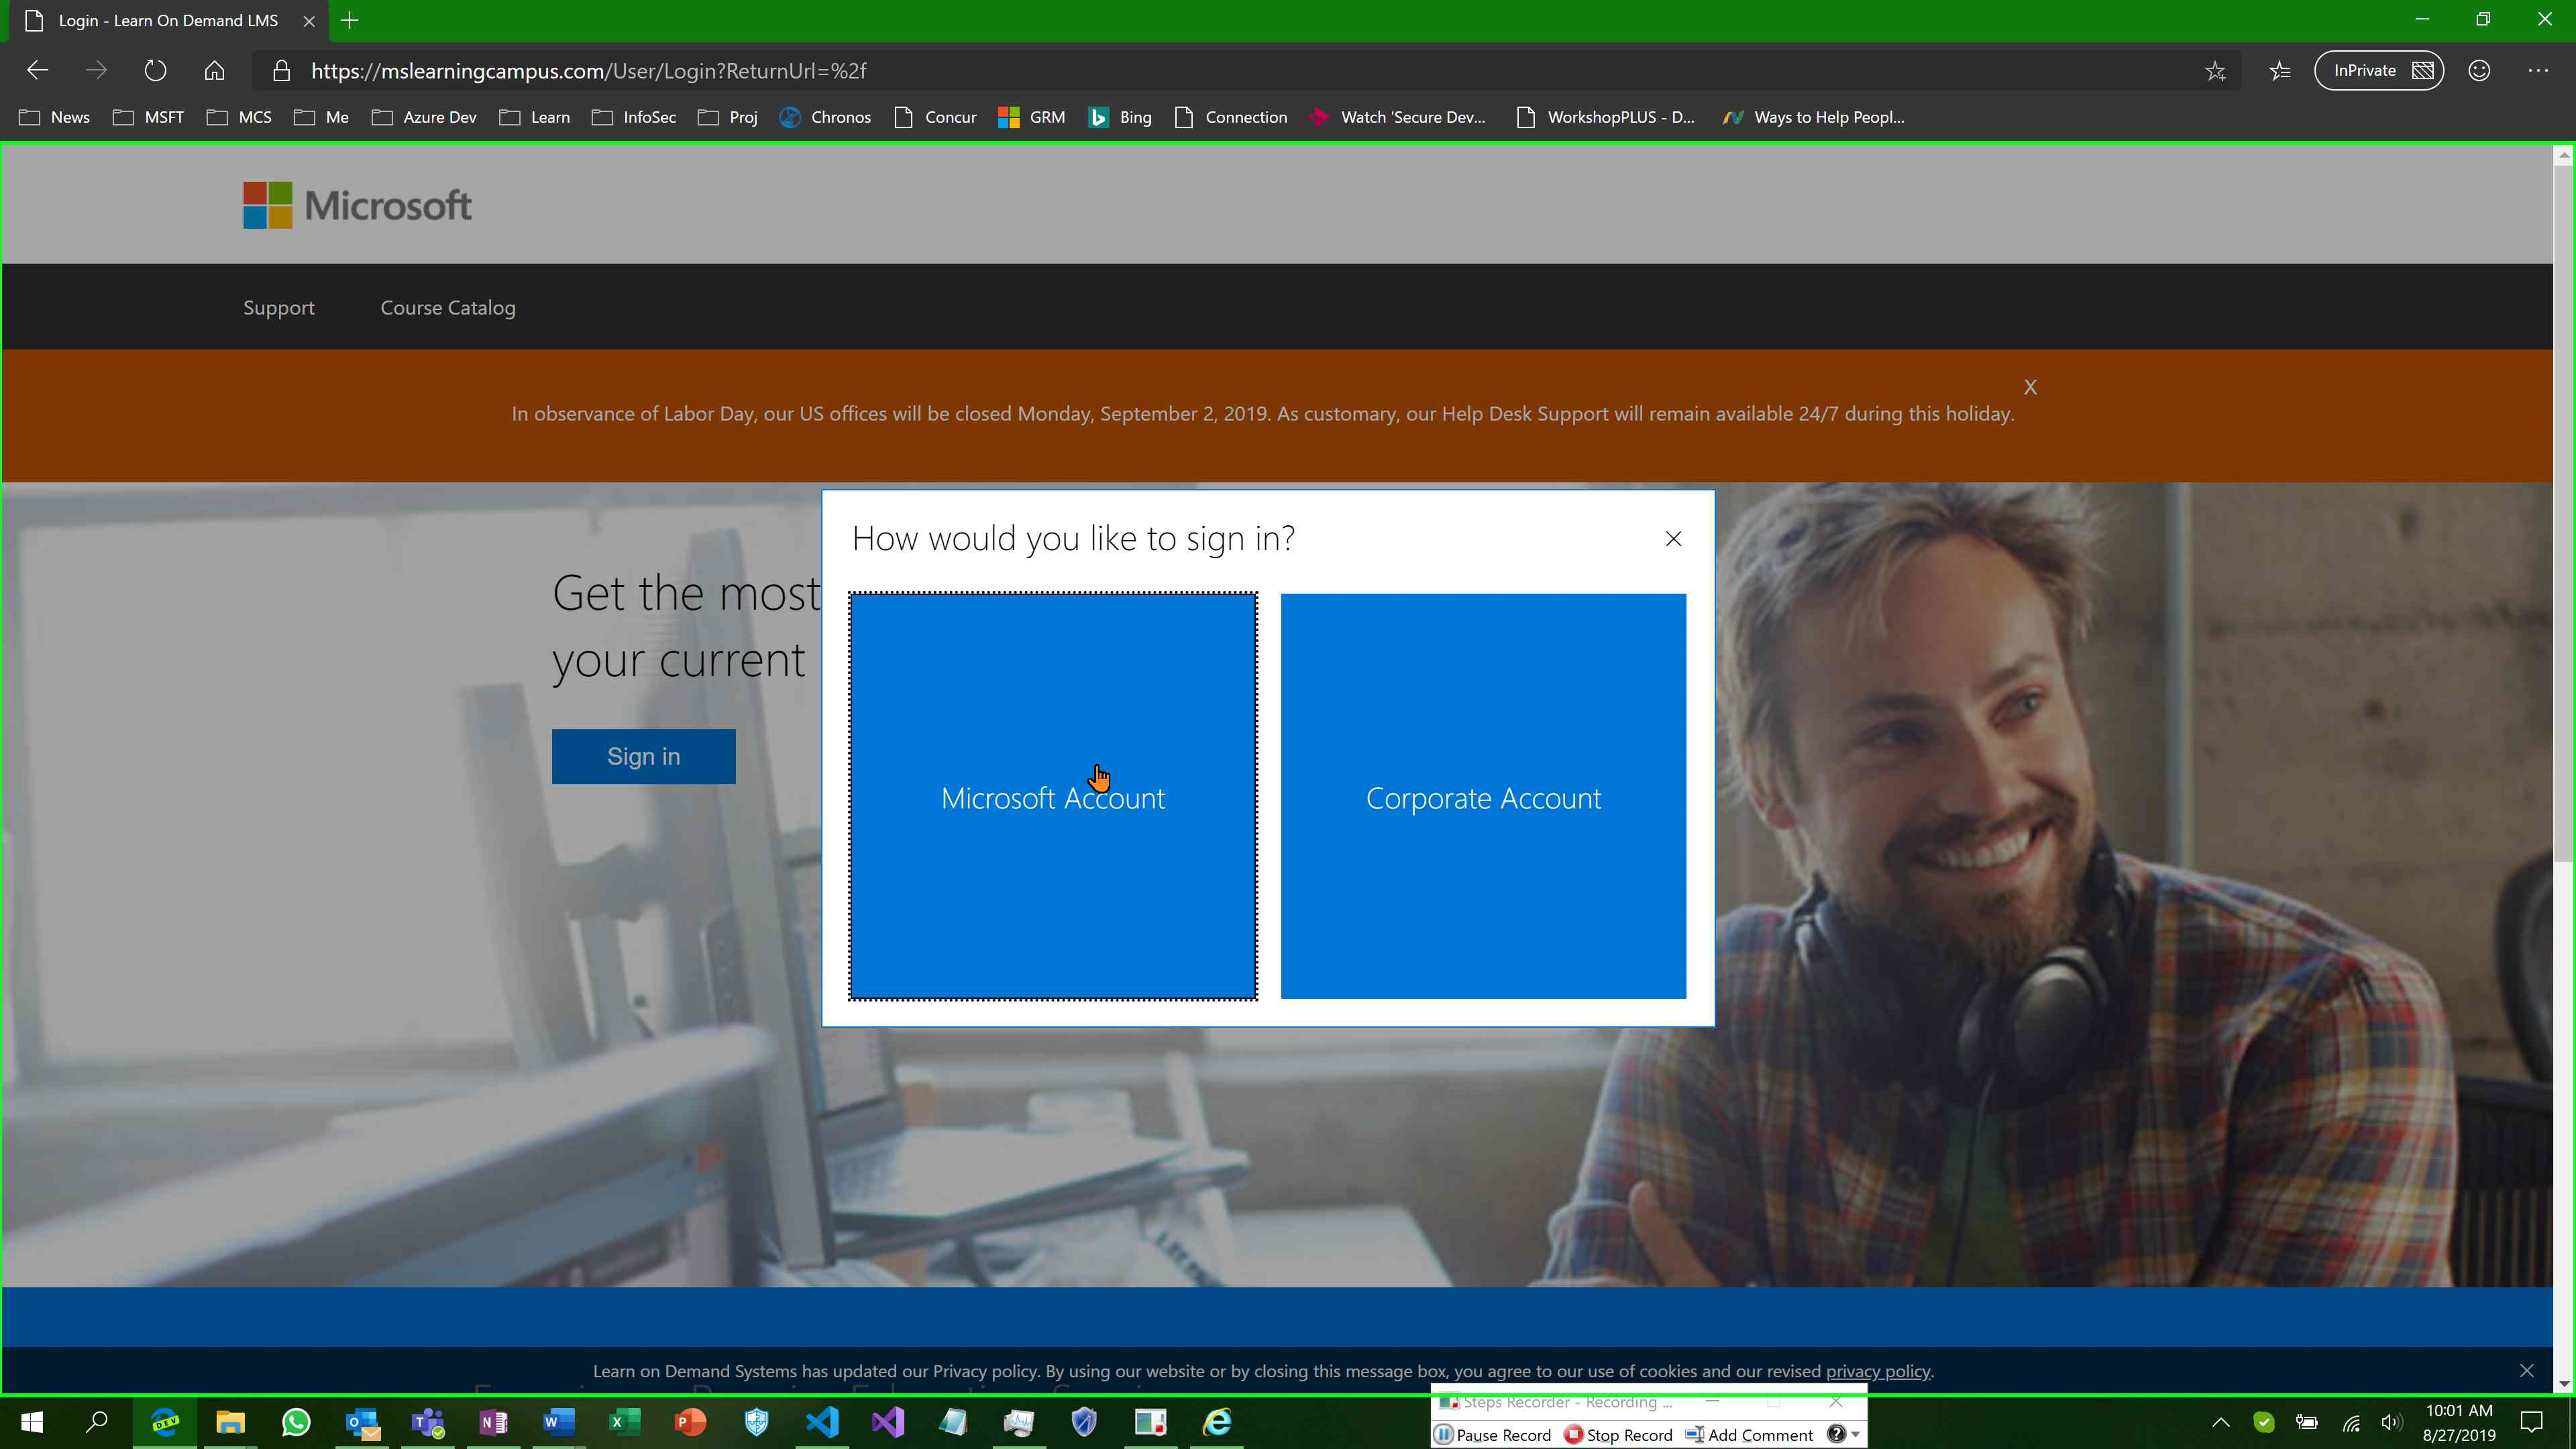 Login - Learn On Demand LMS
https://mslearningcampus.com/User/Login?ReturnUrl=%2f
InPrivate
News MSFT MCS Me Azure Dev Learn InfoSec Proj Chronos Concur GRM Bing Connection Watch 'Secure Dev... WorkshopPLUS - D... Ways to Help Peopl...
Microsoft
Support Course Catalog
X
In observance of Labor Day, our US offices will be closed Monday, September 2, 2019. As customary, our Help Desk Support will remain available 24/7 during this holiday.
How would you like to sign in?
Get the most
your current
Sign in
Microsoft Account
Corporate Account
Learn on Demand Systems has updated our Privacy policy. By using our website or by closing this message box, you agree to our use of cookies and our revised privacy policy.
Steps Recorder - Recording ...
Pause Record Stop Record Add Comment
DEV
10:01 AM
8/27/2019